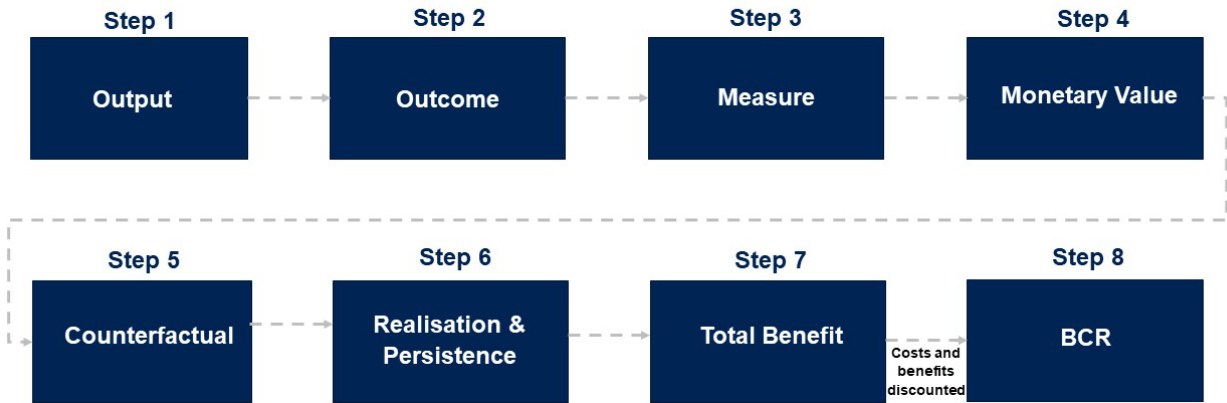 Step 1
Step 2
Step 3
Step 4
Output
Outcome
Measure
Monetary Value
Step 5
Step 6
Step 7
Step 8
Counterfactual
Realisation &
Persistence
Total Benefit
Costs and
benefits
discounted
BCR